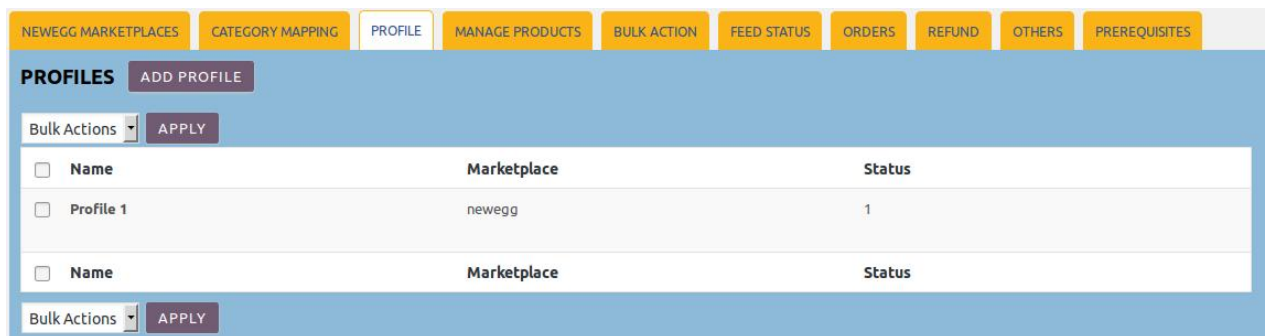 NEWEGG MARKETPLACES CATEGORY MAPPING PROFILE MANAGE PRODUCTS BULK ACTION FEED STATUS ORDERS REFUND OTHERS PREREQUISITES
PROFILES ADD PROFILE
Bulk Actions APPLY
Name Marketplace Status
Profile 1 newegg 1
Name Marketplace Status
Bulk Actions APPLY